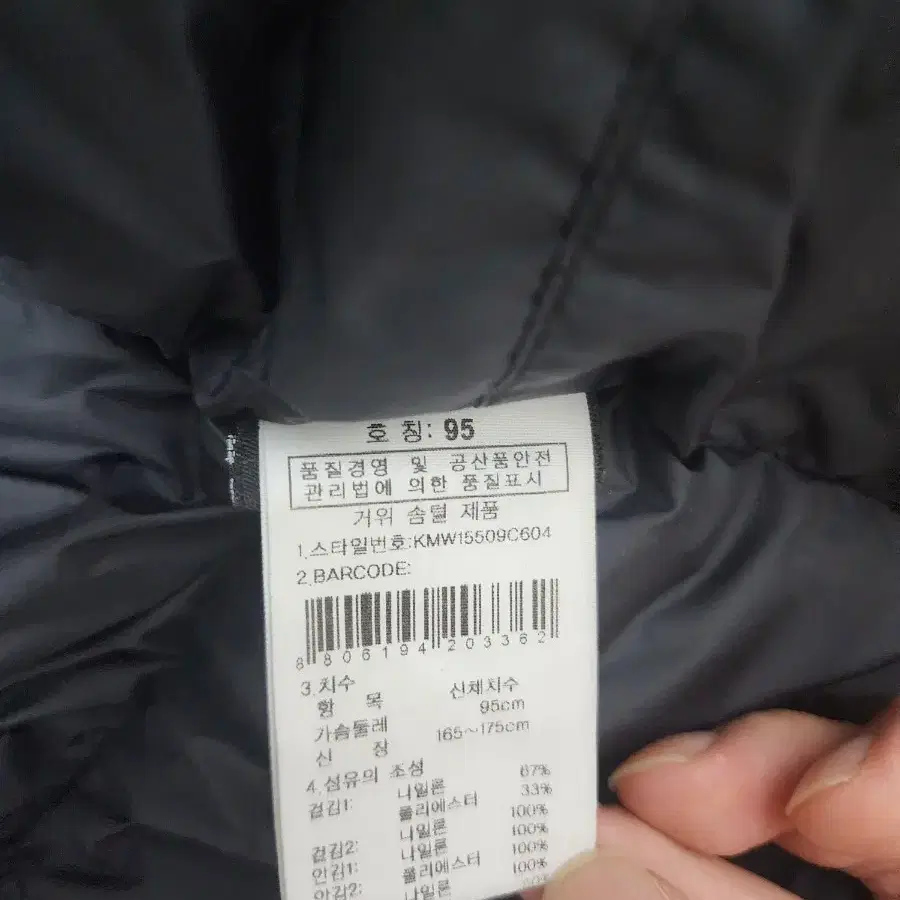 호 칭: 95
품질경영 및 공산품안전
관리법에 의한 품질표시
거위 솜털 제품
1.스타일번호:KMW15509C604
2.BARCODE:
8 806194 203362
3.치수
항 목 신체치수
가슴둘레 95cm
신 장 165~175cm
4.섬유의 조성
겉감1: 나일론 67%
폴리에스터 33%
겉감2: 나일론 100%
안감1: 나일론 100%
안감2: 폴리에스터 100%
나일론 100%